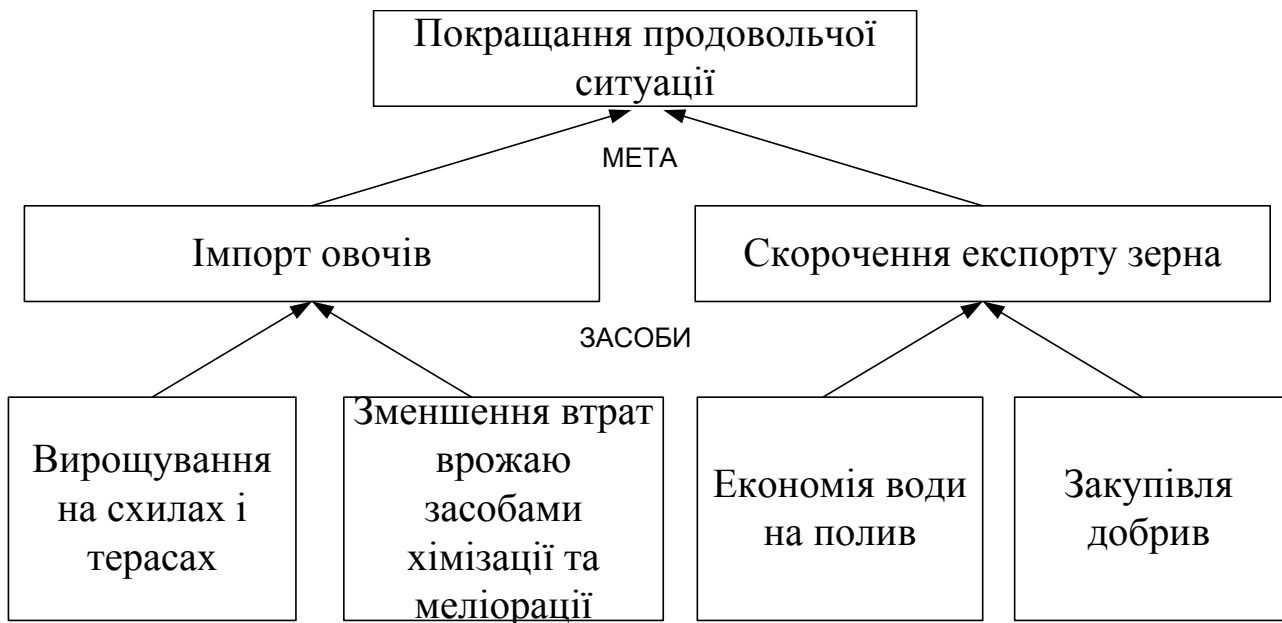 Покращання продовольчої
ситуації
МЕТА
Імпорт овочів
Скорочення експорту зерна
ЗАСОБИ
Вирощування
на схилах і
терасах
Зменшення втрат
врожаю
засобами
хімізації та
меліорації
Економія води
на полив
Закупівля
добрив